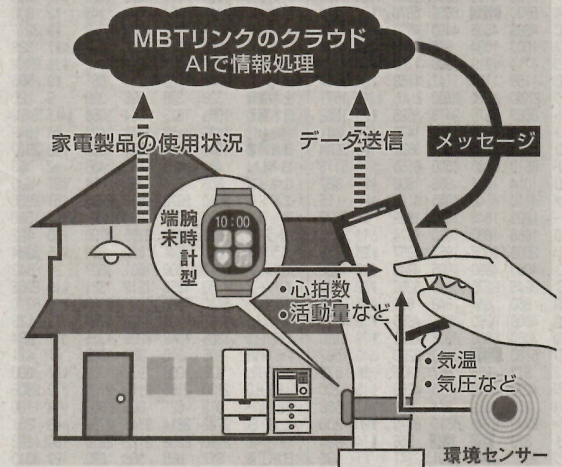 MBTリンクのクラウド
AIで情報処理
家電製品の使用状況
データ送信
メッセージ
腕時計型
端末
10:00
・心拍数
・活動量など
・気温
・気圧など
環境センサー